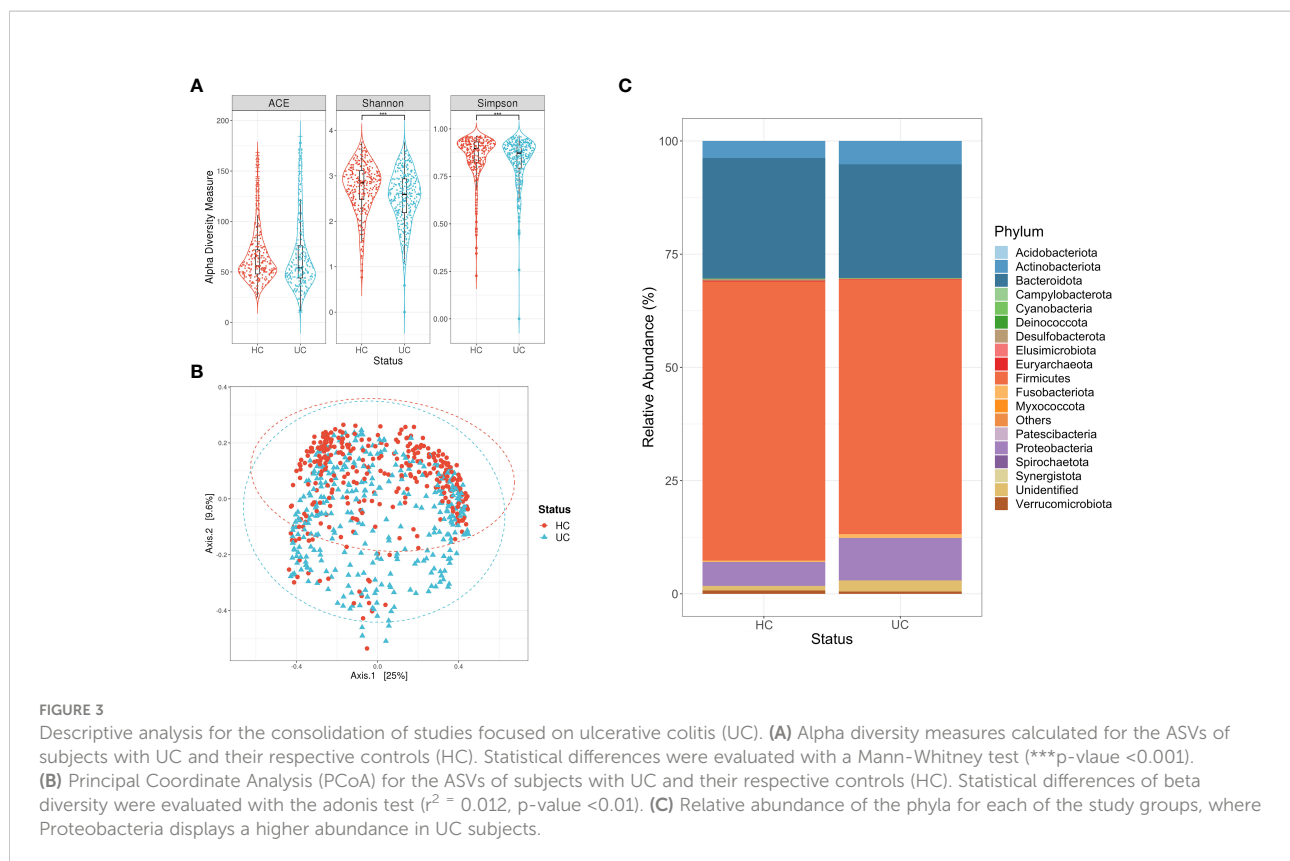 A
ACE
Shannon
Simpson
***
***
200
150
100
50
0
4
3
2
1
0
1.00
0.75
0.50
0.25
0.00
Alpha Diversity Measure
HC
UC
HC
UC
HC
UC
Status
B
0.4
0.2
0.0
-0.2
-0.4
Axis.2 [9.6%]
-0.4
0.0
0.4
Axis.1 [25%]
Status
HC
UC
C
100
75
50
25
0
Relative Abundance (%)
HC
UC
Status
Phylum
Acidobacteriota
Actinobacteriota
Bacteroidota
Campylobacterota
Cyanobacteria
Deinococcota
Desulfobacterota
Elusimicrobiota
Euryarchaeota
Firmicutes
Fusobacteriota
Myxococcota
Others
Patescibacteria
Proteobacteria
Spirochaetota
Synergistota
Unidentified
Verrucomicrobiota
FIGURE 3
Descriptive analysis for the consolidation of studies focused on ulcerative colitis (UC). (A) Alpha diversity measures calculated for the ASVs of
subjects with UC and their respective controls (HC). Statistical differences were evaluated with a Mann-Whitney test (***p-vlaue <0.001).
(B) Principal Coordinate Analysis (PCoA) for the ASVs of subjects with UC and their respective controls (HC). Statistical differences of beta
diversity were evaluated with the adonis test (r² = 0.012, p-value <0.01). (C) Relative abundance of the phyla for each of the study groups, where
Proteobacteria displays a higher abundance in UC subjects.